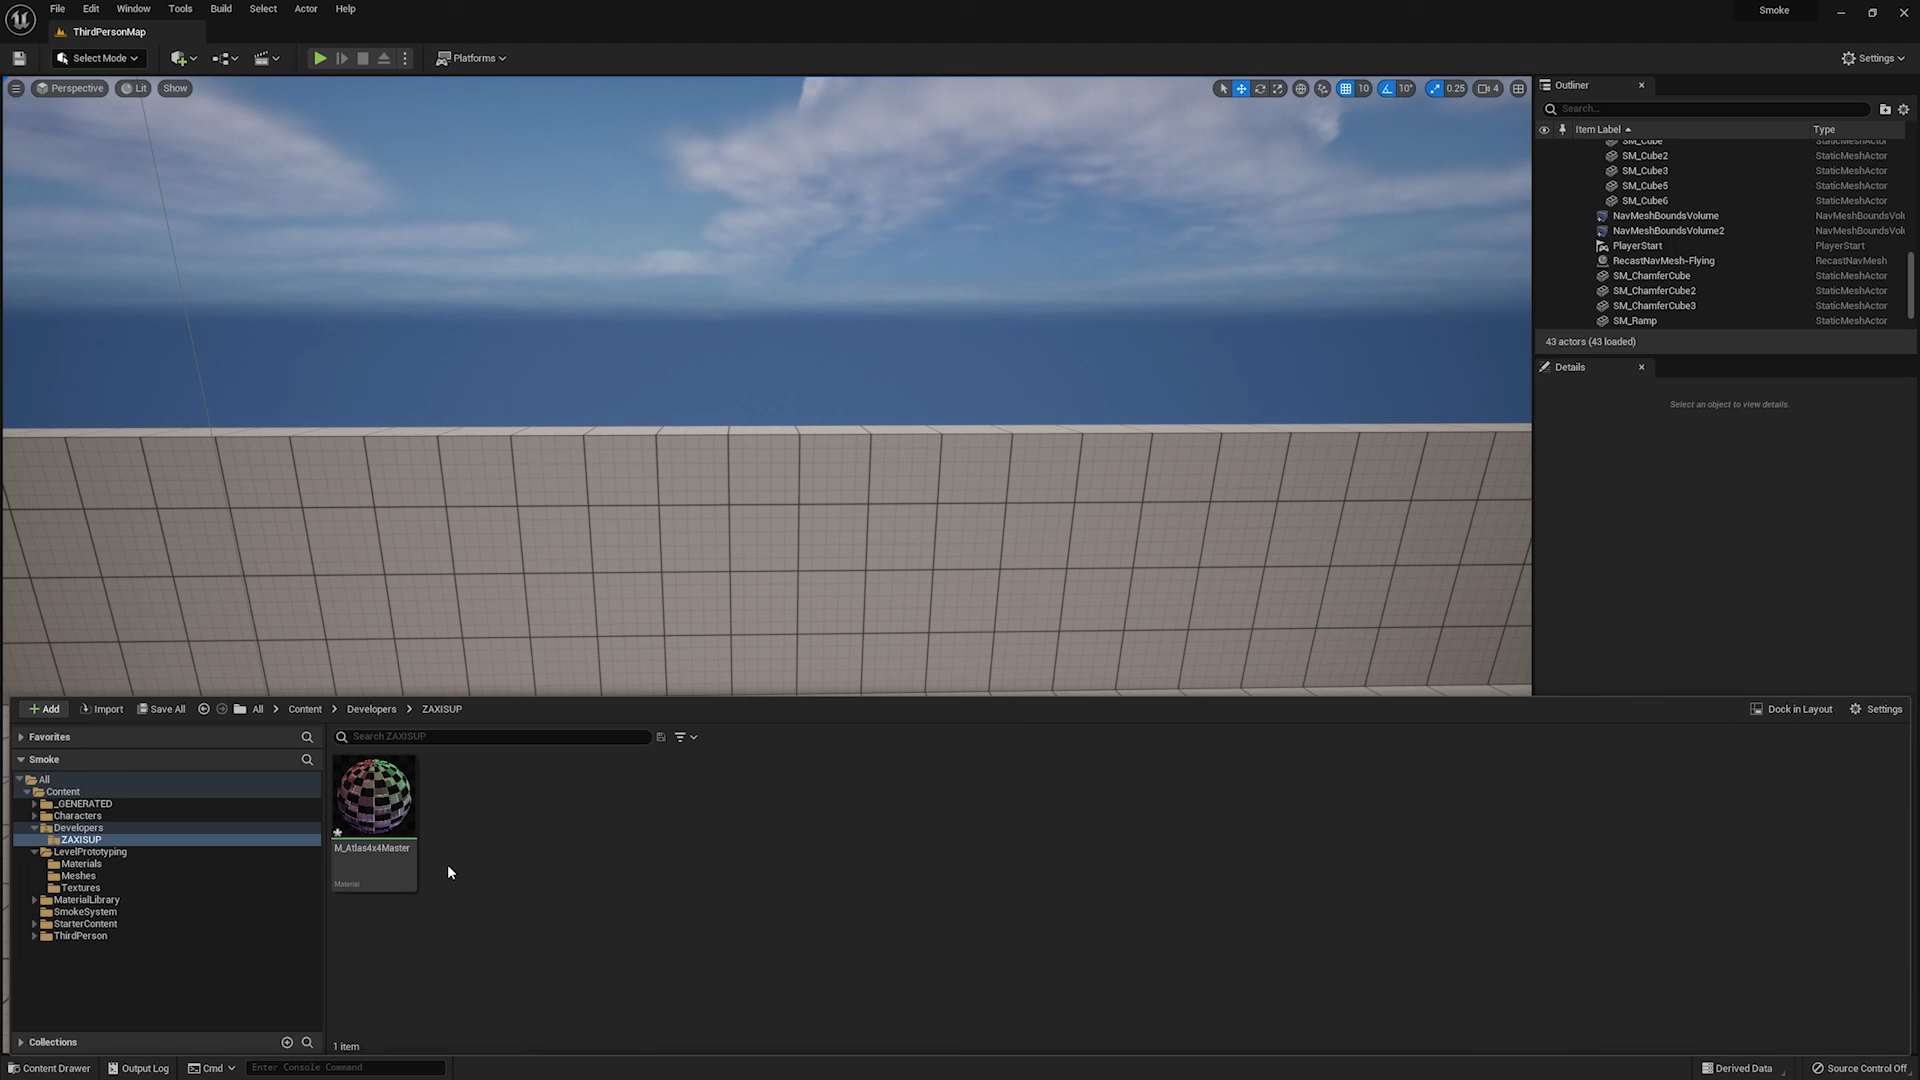 File Edit Window Tools Build Select Actor Help
Smoke
ThirdPersonMap
Select Mode
Platforms
Settings
Perspective Lit Show
10 10° 0.25 4
Outliner
Search...
Item Label Type
SM_Cube StaticMeshActor
SM_Cube2 StaticMeshActor
SM_Cube3 StaticMeshActor
SM_Cube5 StaticMeshActor
SM_Cube6 StaticMeshActor
NavMeshBoundsVolume NavMeshBoundsVolu
NavMeshBoundsVolume2 NavMeshBoundsVolu
PlayerStart PlayerStart
RecastNavMesh-Flying RecastNavMesh
SM_ChamferCube StaticMeshActor
SM_ChamferCube2 StaticMeshActor
SM_ChamferCube3 StaticMeshActor
SM_Ramp StaticMeshActor
43 actors (43 loaded)
Details
Select an object to view details.
Add Import Save All All Content Developers ZAXISUP
Dock in Layout Settings
Favorites
Smoke
All
Content
_GENERATED
Characters
Developers
ZAXISUP
LevelPrototyping
Materials
Meshes
Textures
MaterialLibrary
SmokeSystem
StarterContent
ThirdPerson
Collections
Search ZAXISUP
M_Atlas4x4Master
Material
1 item
Content Drawer Output Log Cmd Enter Console Command
Derived Data Source Control Off